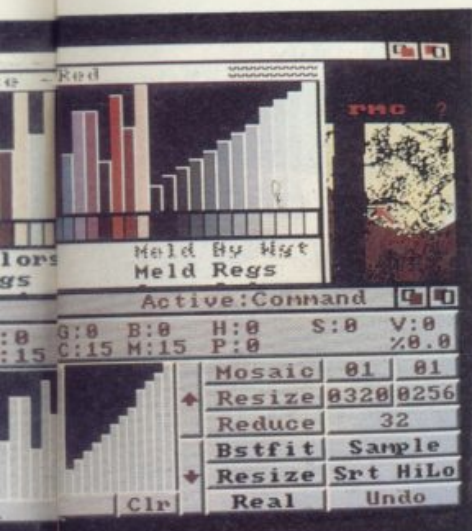 Red
rmc ?
Meld By Wgt
lors Meld Regs
gs
Active:Command
:0 G:0 B:0 H:0 S:0 V:0
:15 C:15 M:15 P:0 %0.0
Mosaic 01 01
Resize 0320 0256
Reduce 32
Bstfit Sample
Resize Srt HiLo
Clr Real Undo